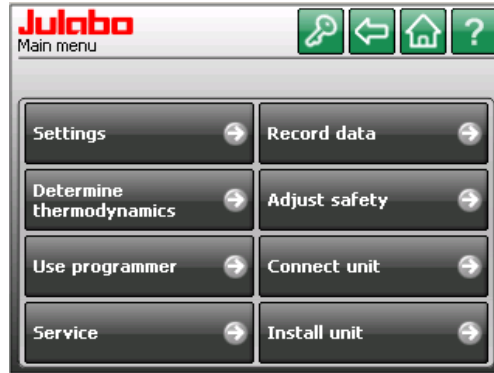 Julabo
Main menu
?
Settings
Record data
Determine
thermodynamics
Adjust safety
Use programmer
Connect unit
Service
Install unit